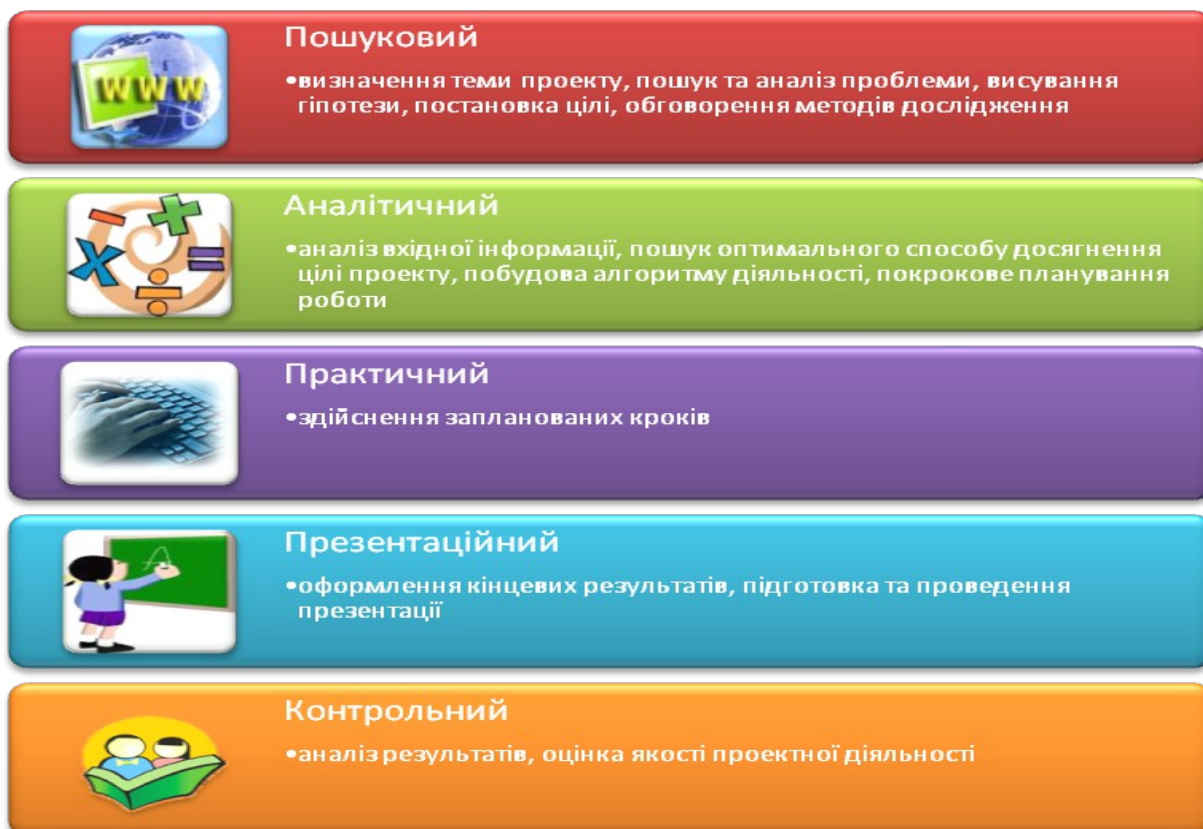 Пошуковий
•визначення теми проекту, пошук та аналіз проблеми, висування
гіпотези, постановка цілі, обговорення методів дослідження
Аналітичний
•аналіз вхідної інформації, пошук оптимального способу досягнення
цілі проекту, побудова алгоритму діяльності, покрокове планування
роботи
Практичний
•здійснення запланованих кроків
Презентаційний
•оформлення кінцевих результатів, підготовка та проведення
презентації
Контрольний
•аналіз результатів, оцінка якості проектної діяльності
WWW
A